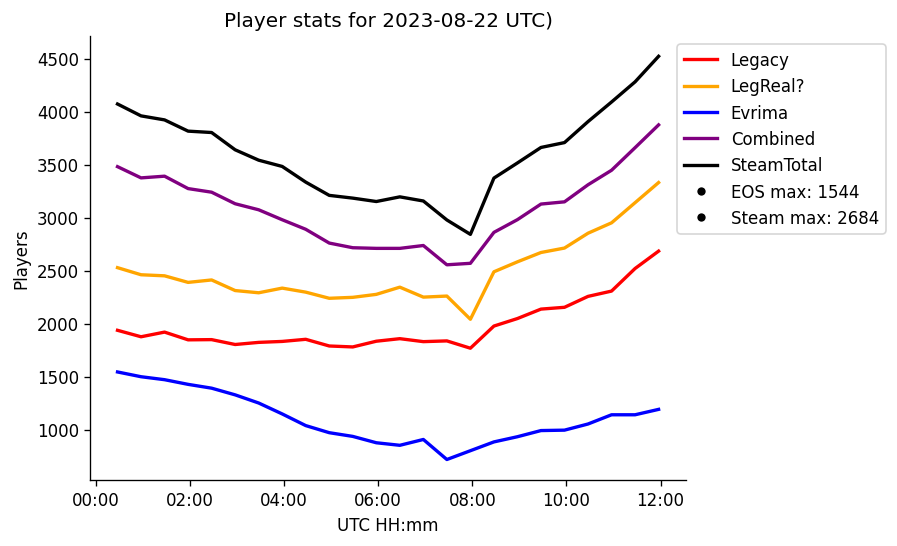 Player stats for 2023-08-22 UTC)
4500
4000
3500
3000
2500
2000
1500
1000
Players
00:00 02:00 04:00 06:00 08:00 10:00 12:00
UTC HH:mm
Legacy
LegReal?
Evrima
Combined
SteamTotal
EOS max: 1544
Steam max: 2684